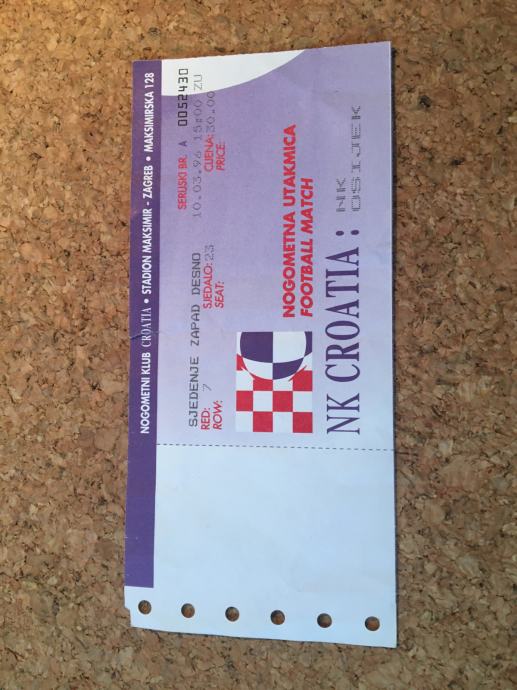 NOGOMETNI KLUB CROATIA • STADION MAKSIMIR - ZAGREB • MAKSIMIRSKA 128
SERIJSKI BR. A 0052430
SJEDENJE ZAPAD DESNO 10.03.96 15:00 ZU
RED: 7 SJEDALO: 23 CIJENA: 30.00
ROW: SEAT: PRICE:
NOGOMETNA UTAKMICA
FOOTBALL MATCH
NK CROATIA : NK
OSIJEK